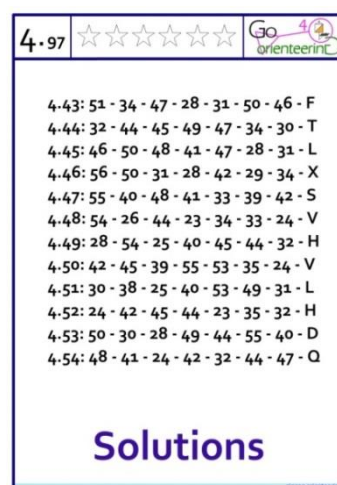 4.97
Go 4
orienteering
4.43: 51 - 34 - 47 - 28 - 31 - 50 - 46 - F
4.44: 32 - 44 - 45 - 49 - 47 - 34 - 30 - T
4.45: 46 - 50 - 48 - 41 - 47 - 28 - 31 - L
4.46: 56 - 50 - 31 - 28 - 42 - 29 - 34 - X
4.47: 55 - 40 - 48 - 41 - 33 - 39 - 42 - S
4.48: 54 - 26 - 44 - 23 - 34 - 33 - 24 - V
4.49: 28 - 54 - 25 - 40 - 45 - 44 - 32 - H
4.50: 42 - 45 - 39 - 55 - 53 - 35 - 24 - V
4.51: 30 - 38 - 25 - 40 - 53 - 49 - 31 - L
4.52: 24 - 42 - 45 - 44 - 23 - 35 - 32 - H
4.53: 50 - 30 - 28 - 49 - 44 - 55 - 40 - D
4.54: 48 - 41 - 24 - 42 - 32 - 44 - 47 - Q
Solutions